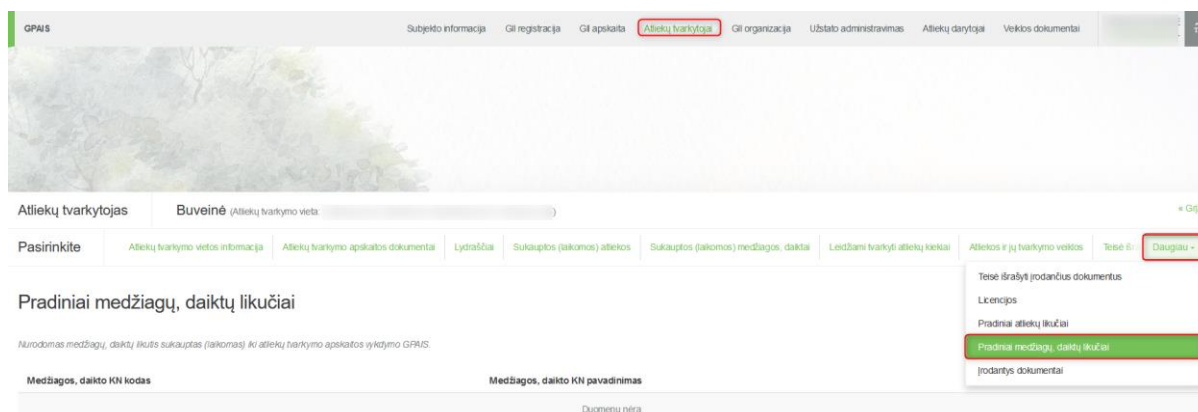 GPAIS Subjekto informacija GII registracija GII apskaita Atliekų tvarkytojai GII organizacija Užstato administravimas Atliekų darytojai Veiklos dokumentai
Atliekų tvarkytojas Buveinė (Atliekų tvarkymo vieta: ) « Grįž
Pasirinkite Atliekų tvarkymo vietos informacija Atliekų tvarkymo apskaitos dokumentai Lydraščiai Sukauptos (laikomos) atliekos Sukauptos (laikomos) medžiagos, daiktai Leidžiami tvarkyti atliekų kiekiai Atliekos ir jų tvarkymo veiklos Teisė iš Daugiau
Teisė išrašyti įrodančius dokumentus
Licencijos
Pradiniai atliekų likučiai
Pradiniai medžiagų, daiktų likučiai
Įrodantys dokumentai
Pradiniai medžiagų, daiktų likučiai
Nurodomas medžiagų, daiktų likutis sukauptas (laikomas) iki atliekų tvarkymo apskaitos vykdymo GPAIS.
Medžiagos, daikto KN kodas Medžiagos, daikto KN pavadinimas
Duomenų nėra